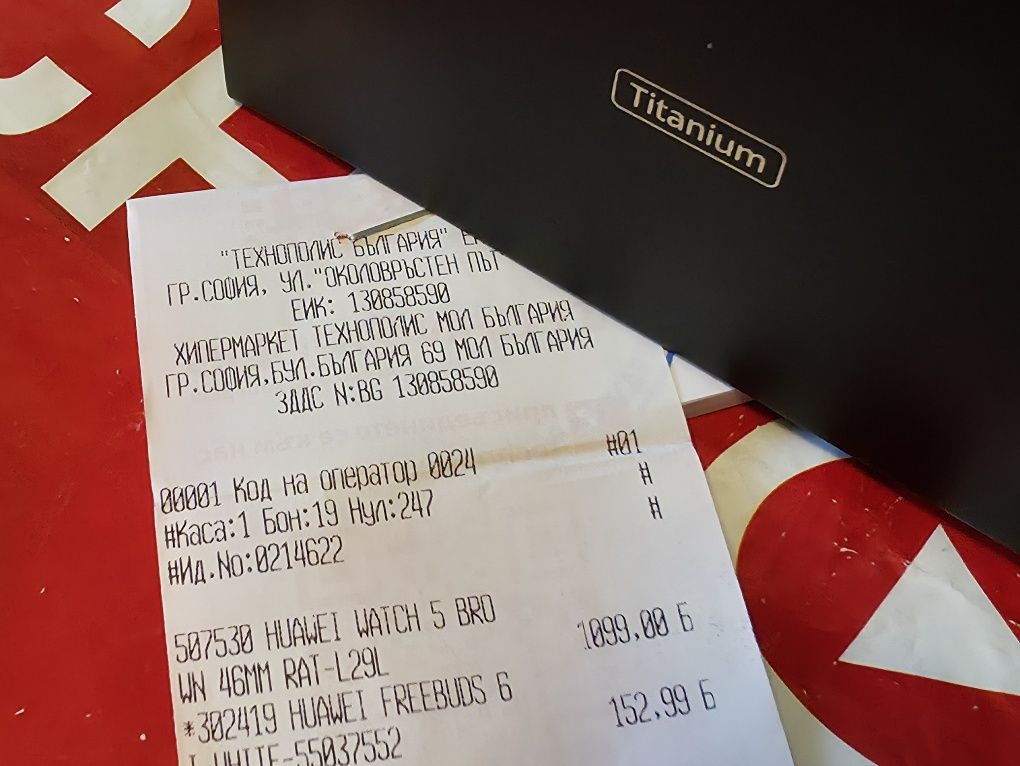 Titanium
"ТЕХНОПОЛИС БЪЛГАРИЯ"
ГР.СОФИЯ, УЛ."ОКОЛОВРЪСТЕН ПЪТ
ЕИК: 130858590
ХИПЕРМАРКЕТ ТЕХНОПОЛИС МОЛ БЪЛГАРИЯ
ГР.СОФИЯ,БУЛ.БЪЛГАРИЯ 69 МОЛ БЪЛГАРИЯ
ЗДДС N:BG 130858590
00001 Код на оператор 0024 #01
#Каса:1 Бон:19 Нул:247 #
#Ид.No:0214622 #
507530 HUAWEI WATCH 5 BRO
WN 46MM RAT-L29L 1099,00 Б
*302419 HUAWEI FREEBUDS 6
I WHITE-55037552 152,99 Б